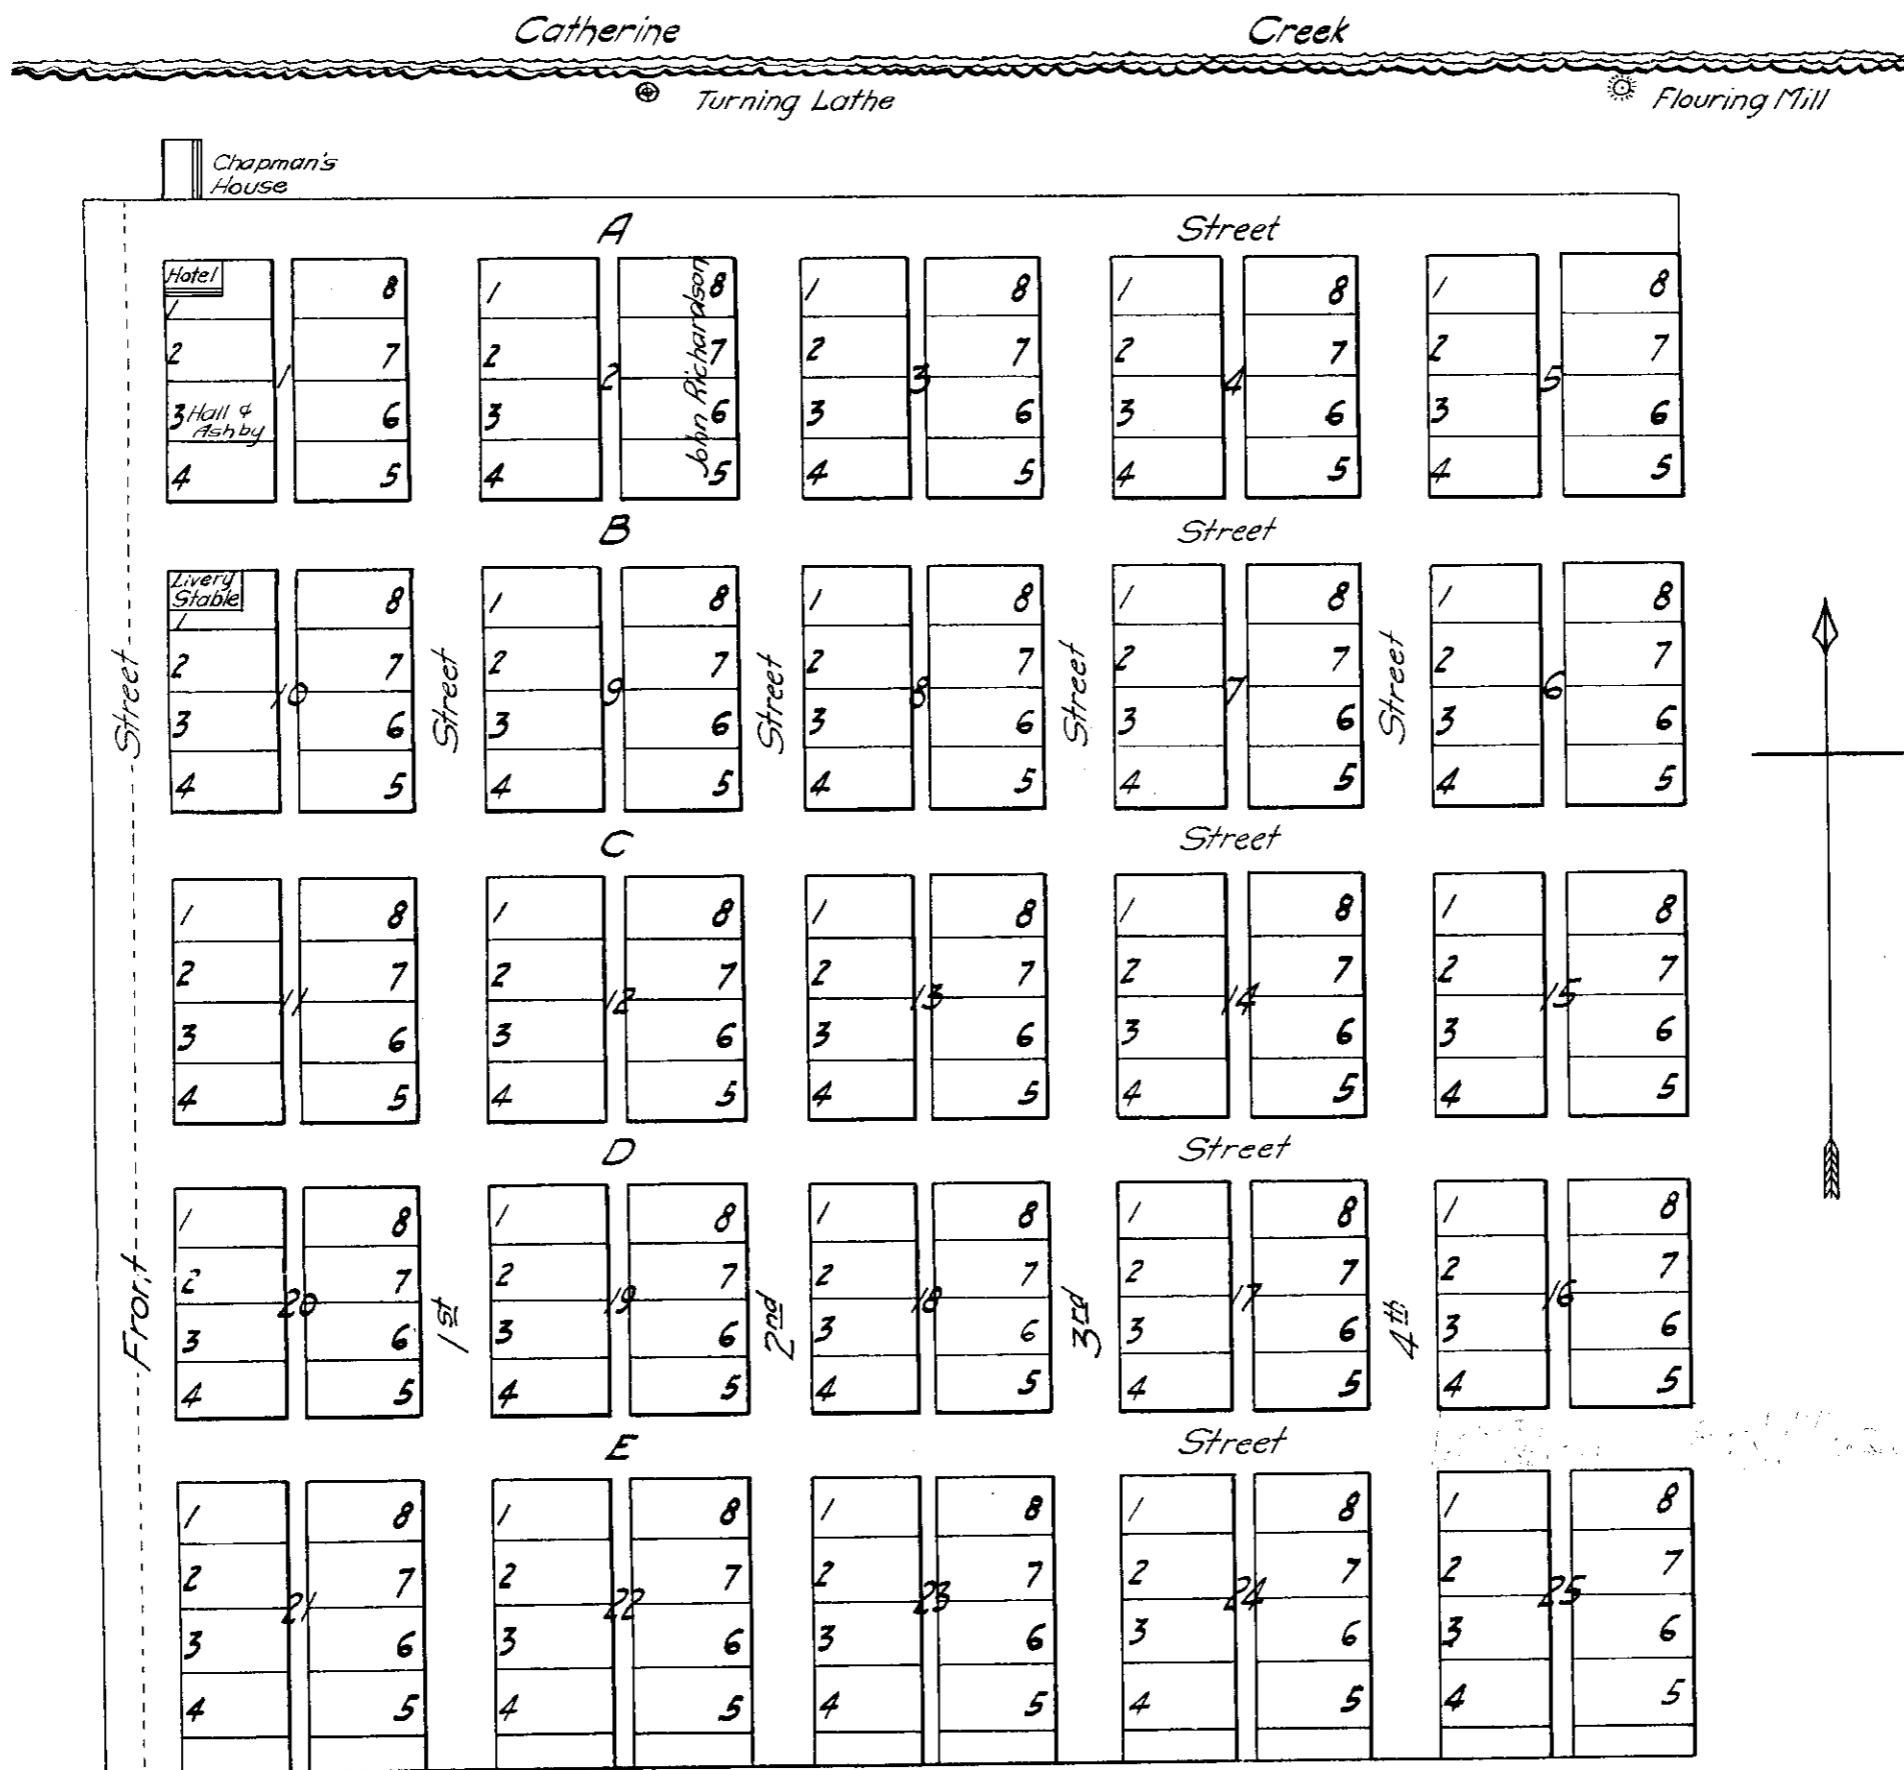 Catherine Creek
Turning Lathe Flouring Mill
Chapman's
House
A Street
Hotel
1 8 1 8 1 8 1 8 1 8
2 7 2 7 2 7 2 7 2 7
1 2 3 4 5
3 Hall &
Ashby
6 3 6 3 6 3 6 3 6
4 5 4 5 4 5 4 5 4 5
John Richardson
B Street
Livery
Stable
1 8 1 8 1 8 1 8 1 8
2 7 2 7 2 7 2 7 2 7
10 9 8 7 6
3 6 3 6 3 6 3 6 3 6
4 5 4 5 4 5 4 5 4 5
Street Street Street Street Street
C Street
1 8 1 8 1 8 1 8 1 8
2 7 2 7 2 7 2 7 2 7
11 12 13 14 15
3 6 3 6 3 6 3 6 3 6
4 5 4 5 4 5 4 5 4 5
D Street
1 8 1 8 1 8 1 8 1 8
2 7 2 7 2 7 2 7 2 7
20 19 18 17 16
3 6 3 6 3 6 3 6 3 6
4 5 4 5 4 5 4 5 4 5
Front 1st 2nd 3rd 4th
E Street
1 8 1 8 1 8 1 8 1 8
2 7 2 7 2 7 2 7 2 7
21 22 23 24 25
3 6 3 6 3 6 3 6 3 6
4 5 4 5 4 5 4 5 4 5